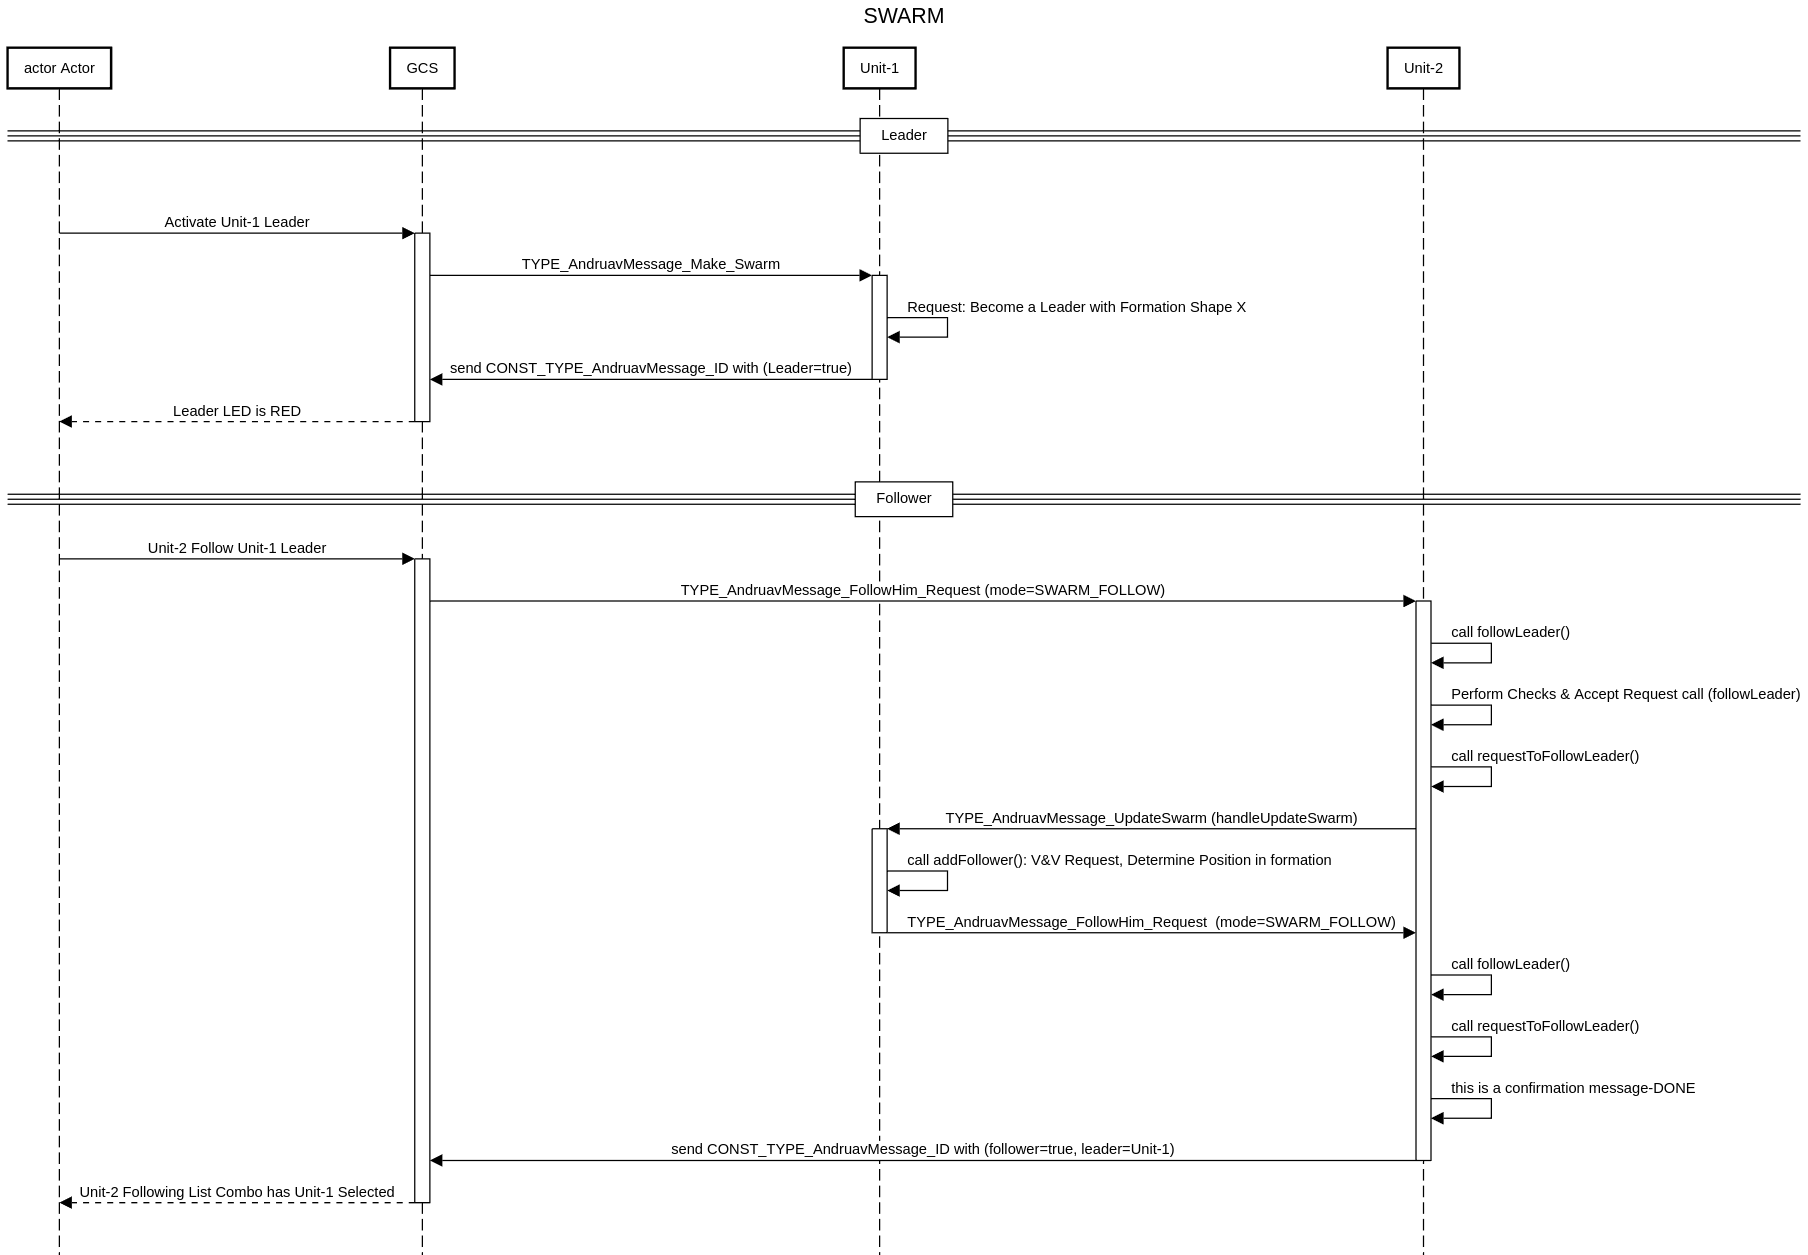 SWARM
actor Actor
GCS
Unit-1
Unit-2
Leader
Activate Unit-1 Leader
TYPE_AndruavMessage_Make_Swarm
Request: Become a Leader with Formation Shape X
send CONST_TYPE_AndruavMessage_ID with (Leader=true)
Leader LED is RED
Follower
Unit-2 Follow Unit-1 Leader
TYPE_AndruavMessage_FollowHim_Request (mode=SWARM_FOLLOW)
call followLeader()
Perform Checks & Accept Request call (followLeader)
call requestToFollowLeader()
TYPE_AndruavMessage_UpdateSwarm (handleUpdateSwarm)
call addFollower(): V&V Request, Determine Position in formation
TYPE_AndruavMessage_FollowHim_Request  (mode=SWARM_FOLLOW)
call followLeader()
call requestToFollowLeader()
this is a confirmation message-DONE
send CONST_TYPE_AndruavMessage_ID with (follower=true, leader=Unit-1)
Unit-2 Following List Combo has Unit-1 Selected